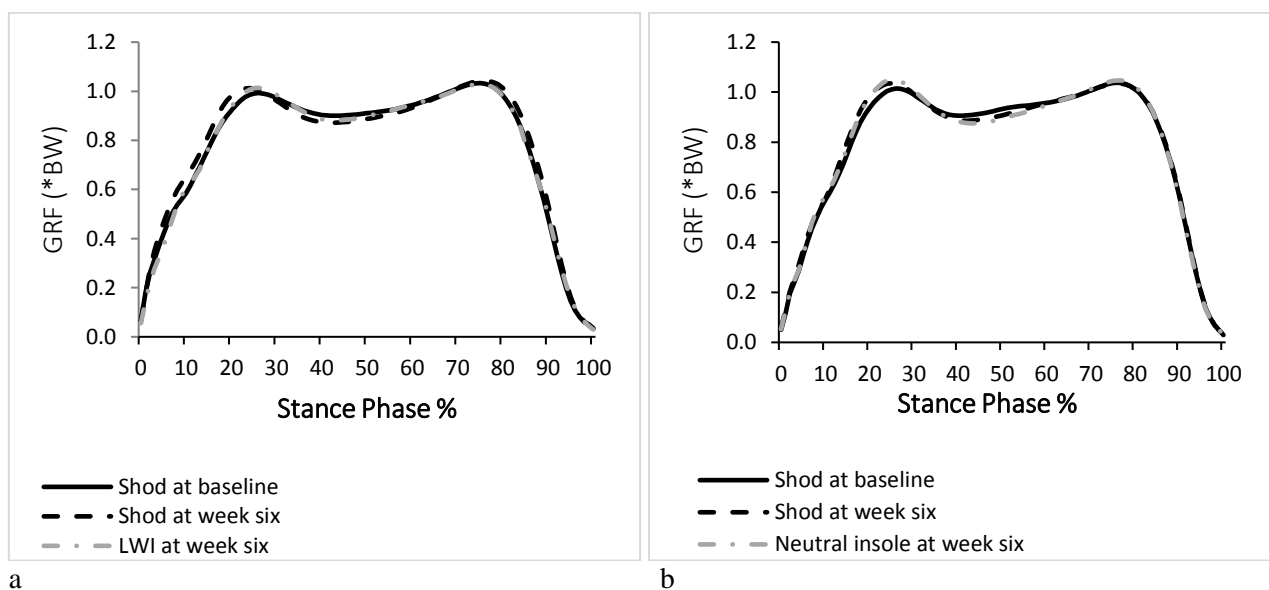 1.2
1.0
0.8
0.6
0.4
0.2
0.0
GRF (*BW)
0 10 20 30 40 50 60 70 80 90 100
Stance Phase %
Shod at baseline
Shod at week six
LWI at week six
a
1.2
1.0
0.8
0.6
0.4
0.2
0.0
GRF (*BW)
0 10 20 30 40 50 60 70 80 90 100
Stance Phase %
Shod at baseline
Shod at week six
Neutral insole at week six
b